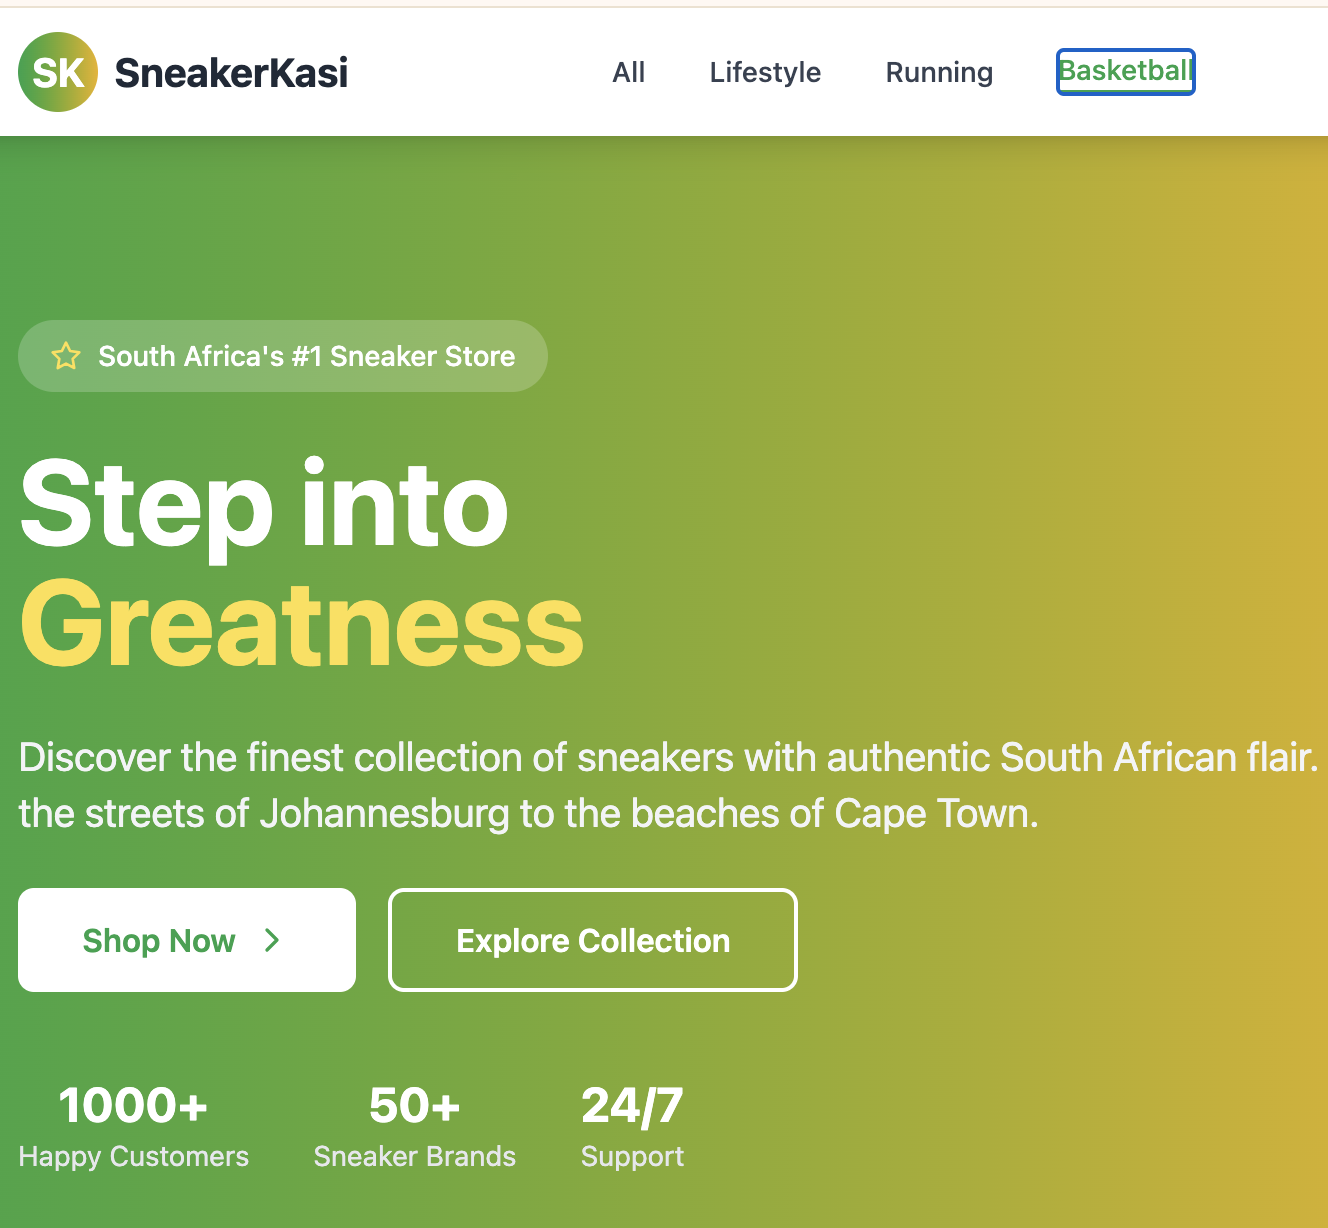 SK SneakerKasi All Lifestyle Running Basketball
South Africa's #1 Sneaker Store
Step into
Greatness
Discover the finest collection of sneakers with authentic South African flair.
the streets of Johannesburg to the beaches of Cape Town.
Shop Now Explore Collection
1000+ 50+ 24/7
Happy Customers Sneaker Brands Support